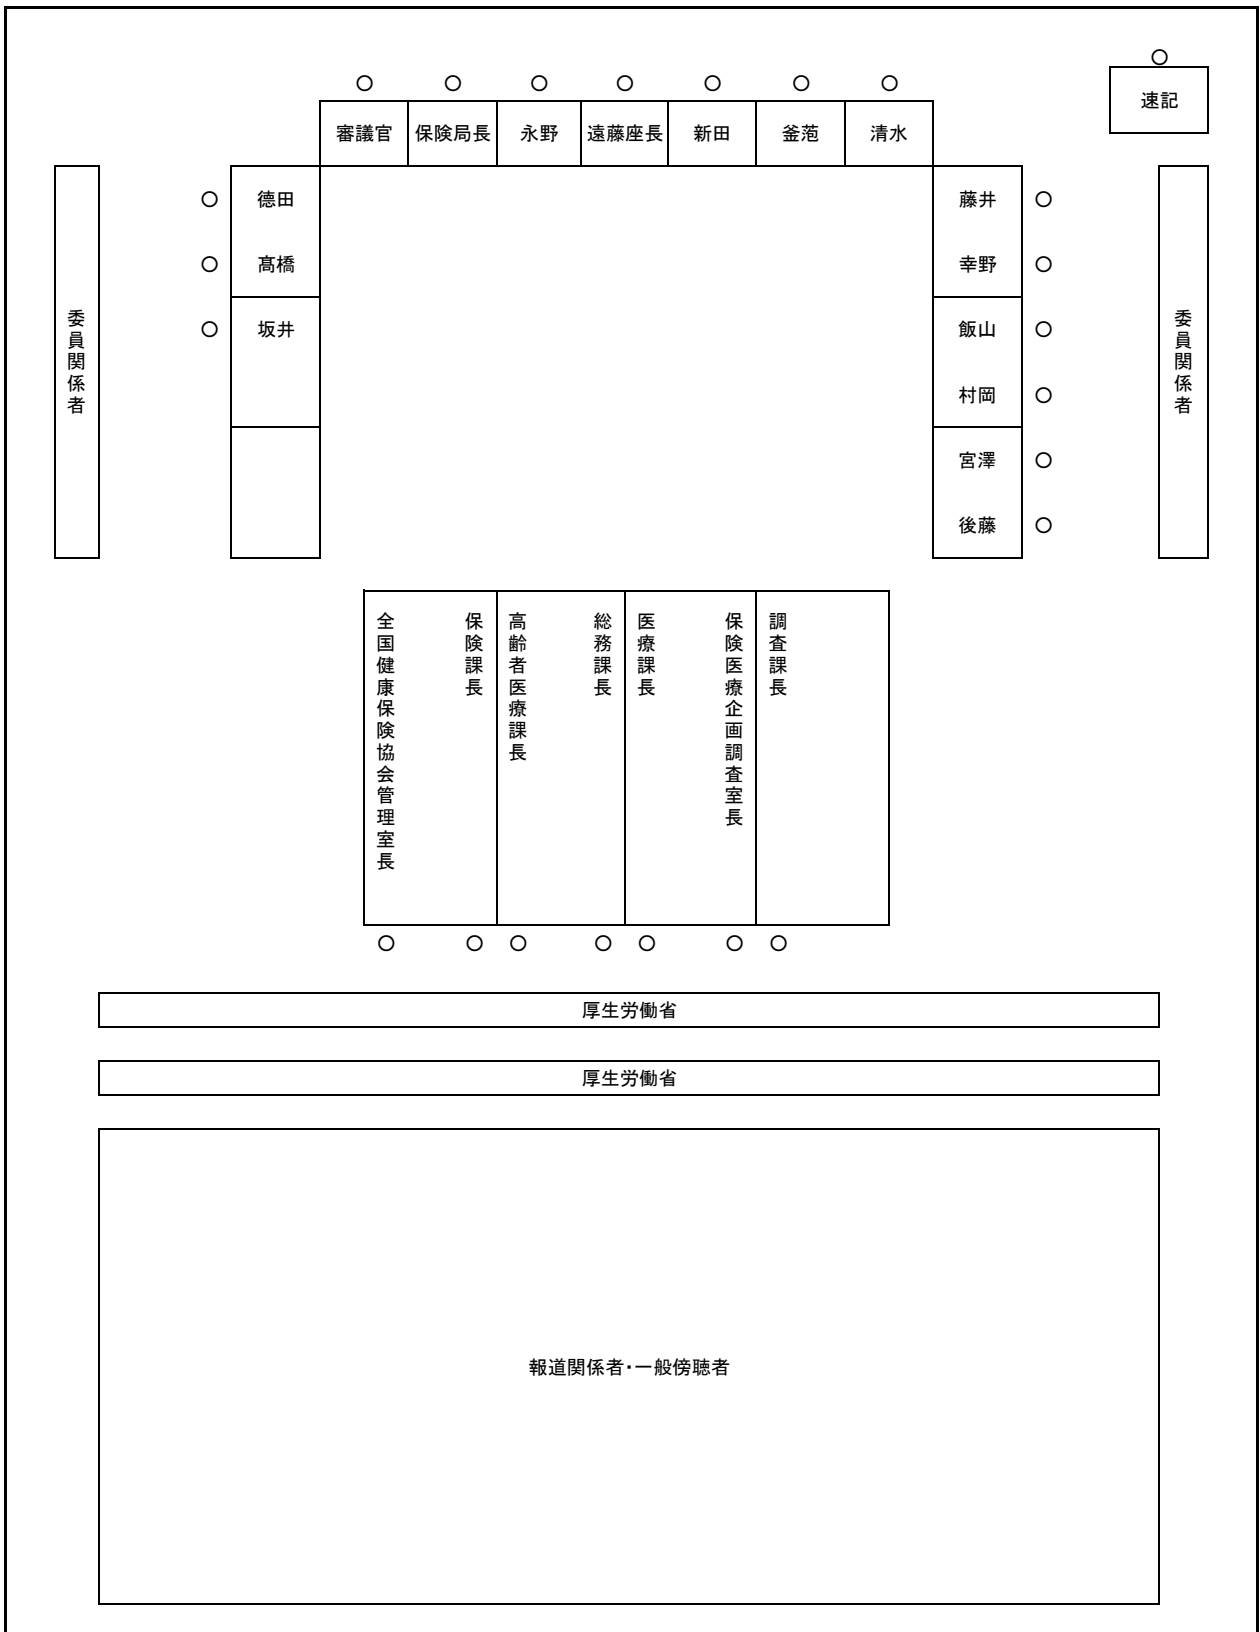 速記
審議官
保険局長
永野
遠藤座長
新田
釜萢
清水
德田
髙橋
坂井
藤井
幸野
飯山
村岡
宮澤
後藤
委員関係者
委員関係者
全国健康保険協会管理室長
保険課長
高齢者医療課長
総務課長
医療課長
保険医療企画調査室長
調査課長
厚生労働省
厚生労働省
報道関係者・一般傍聴者